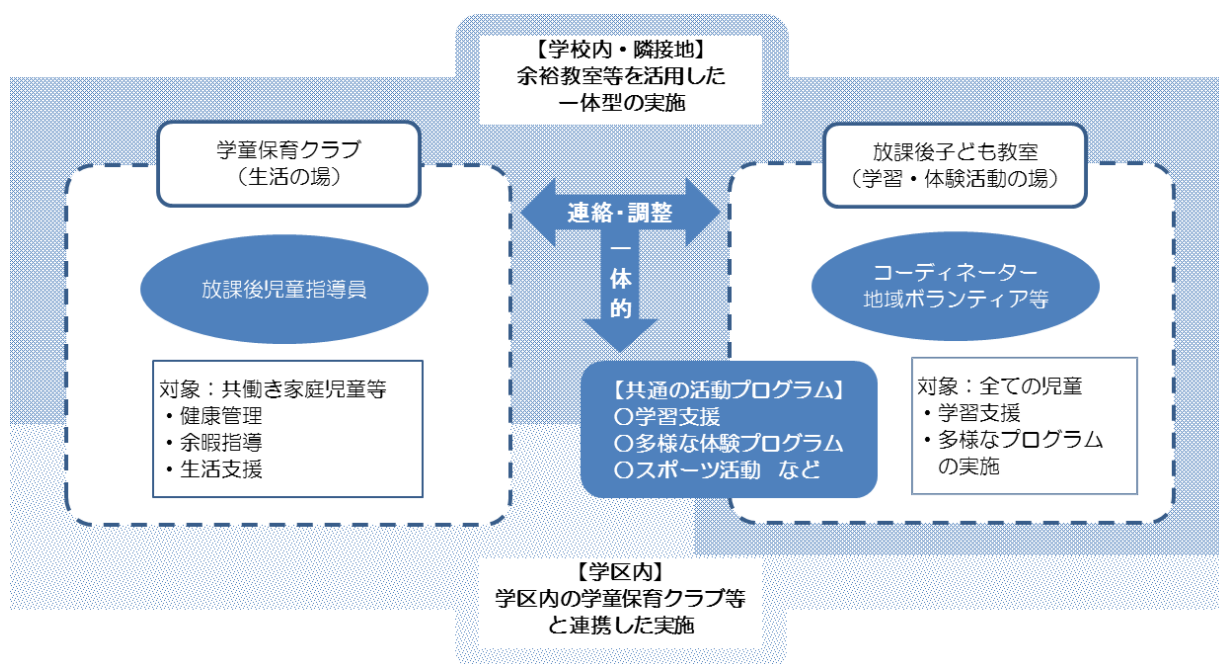 【学校内・隣接地】
余裕教室等を活用した
一体型の実施
学童保育クラブ
（生活の場）
放課後児童指導員
対象：共働き家庭児童等
・健康管理
・余暇指導
・生活支援
連絡・調整
一体的
放課後子ども教室
（学習・体験活動の場）
コーディネーター
地域ボランティア等
【共通の活動プログラム】
○学習支援
○多様な体験プログラム
○スポーツ活動　など
対象：全ての児童
・学習支援
・多様なプログラム
の実施
【学区内】
学区内の学童保育クラブ等
と連携した実施